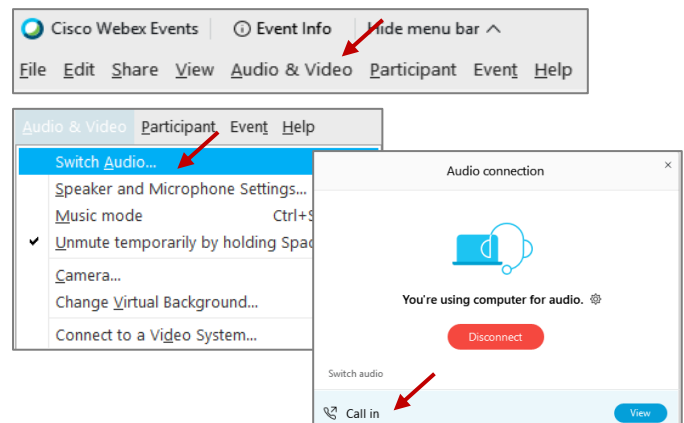 Cisco Webex Events Event Info Hide menu bar
File Edit Share View Audio & Video Participant Event Help
Audio & Video Participant Event Help
Switch Audio...
Speaker and Microphone Settings...
Music mode Ctrl+S
Unmute temporarily by holding Spac
Camera...
Change Virtual Background...
Connect to a Video System...
Audio connection
You're using computer for audio.
Disconnect
Switch audio
Call in View